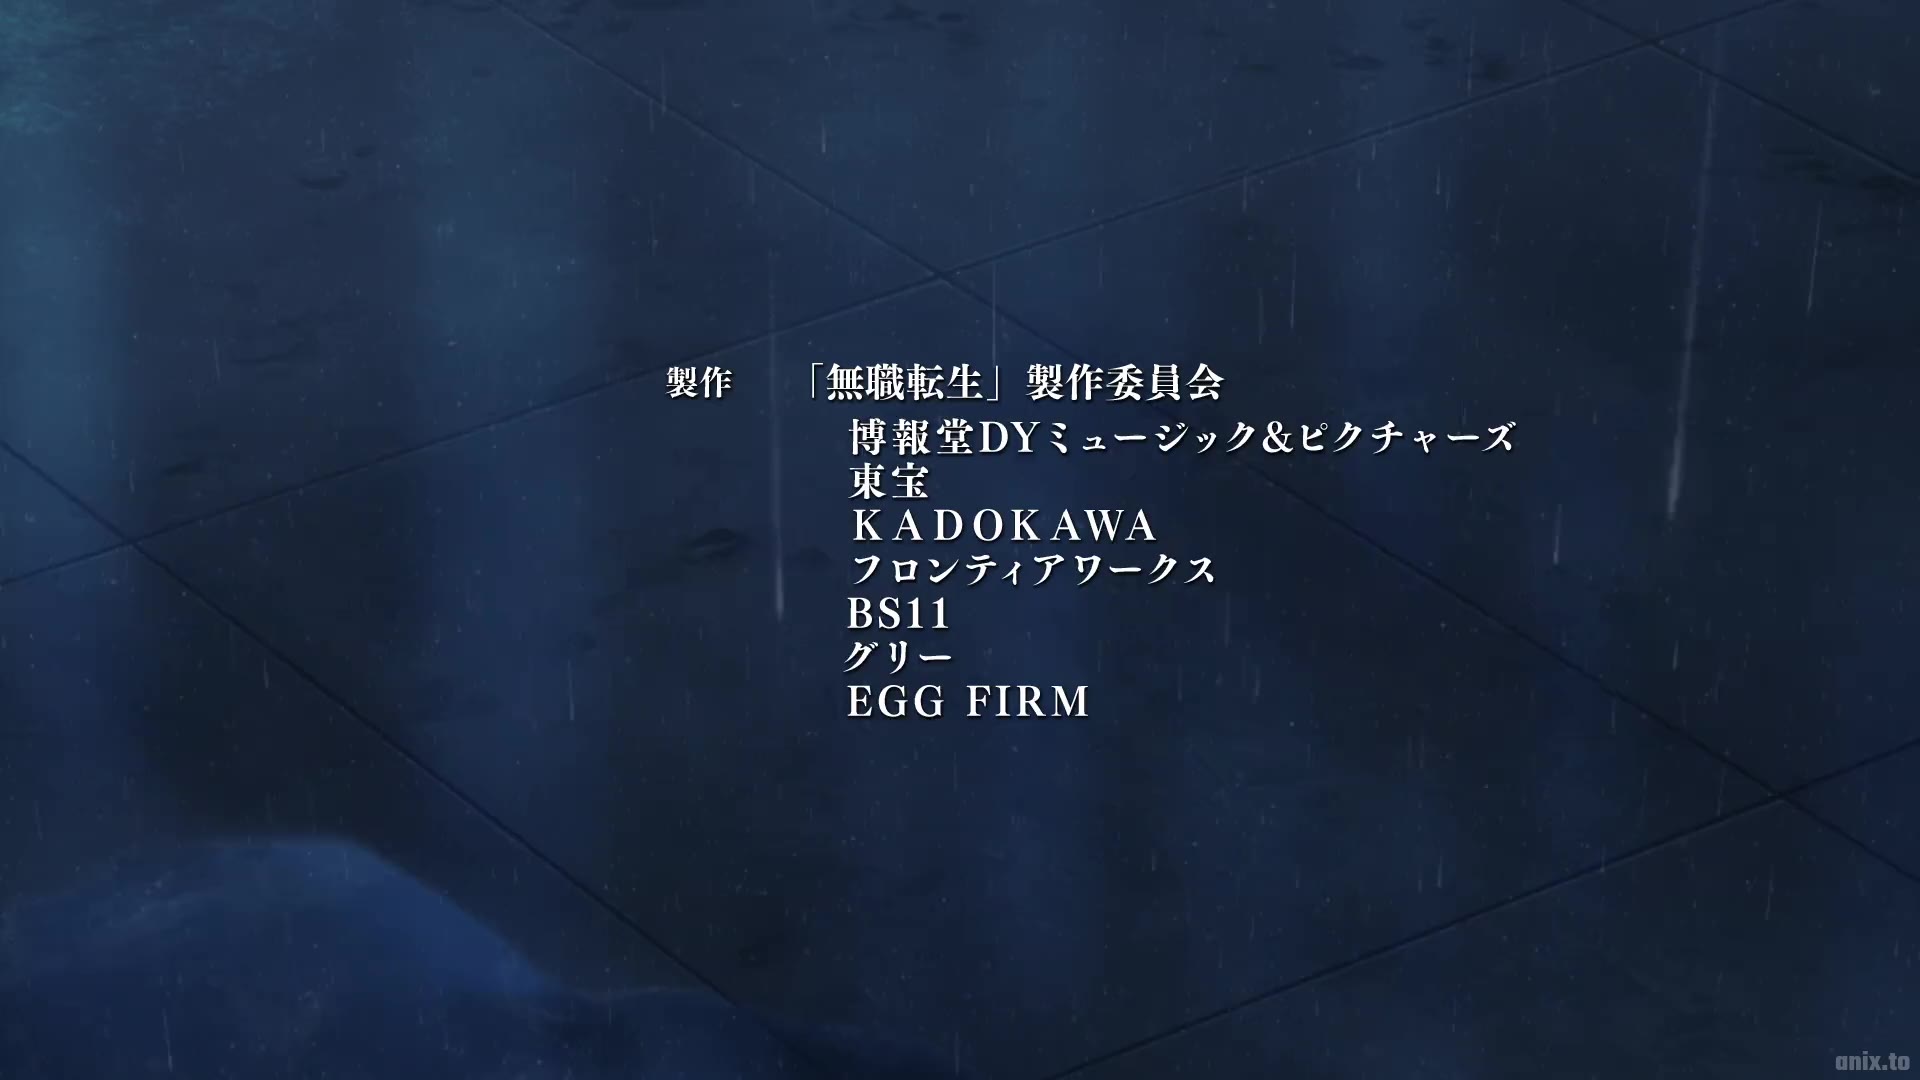 製作 「無職転生」製作委員会
博報堂DYミュージック&ピクチャーズ
東宝
KADOKAWA
フロンティアワークス
BS11
グリー
EGG FIRM
anix.to